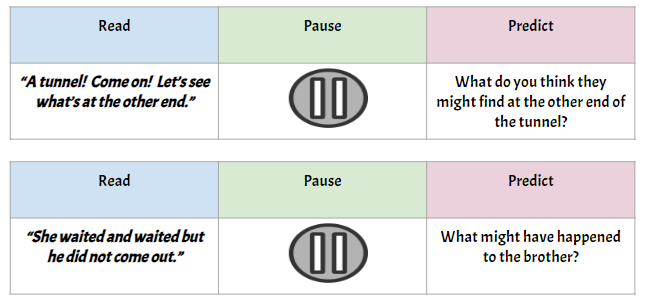 Read
Pause
Predict
“A tunnel! Come on! Let’s see
what’s at the other end.”
What do you think they
might find at the other end of
the tunnel?
Read
Pause
Predict
“She waited and waited but
he did not come out.”
What might have happened
to the brother?